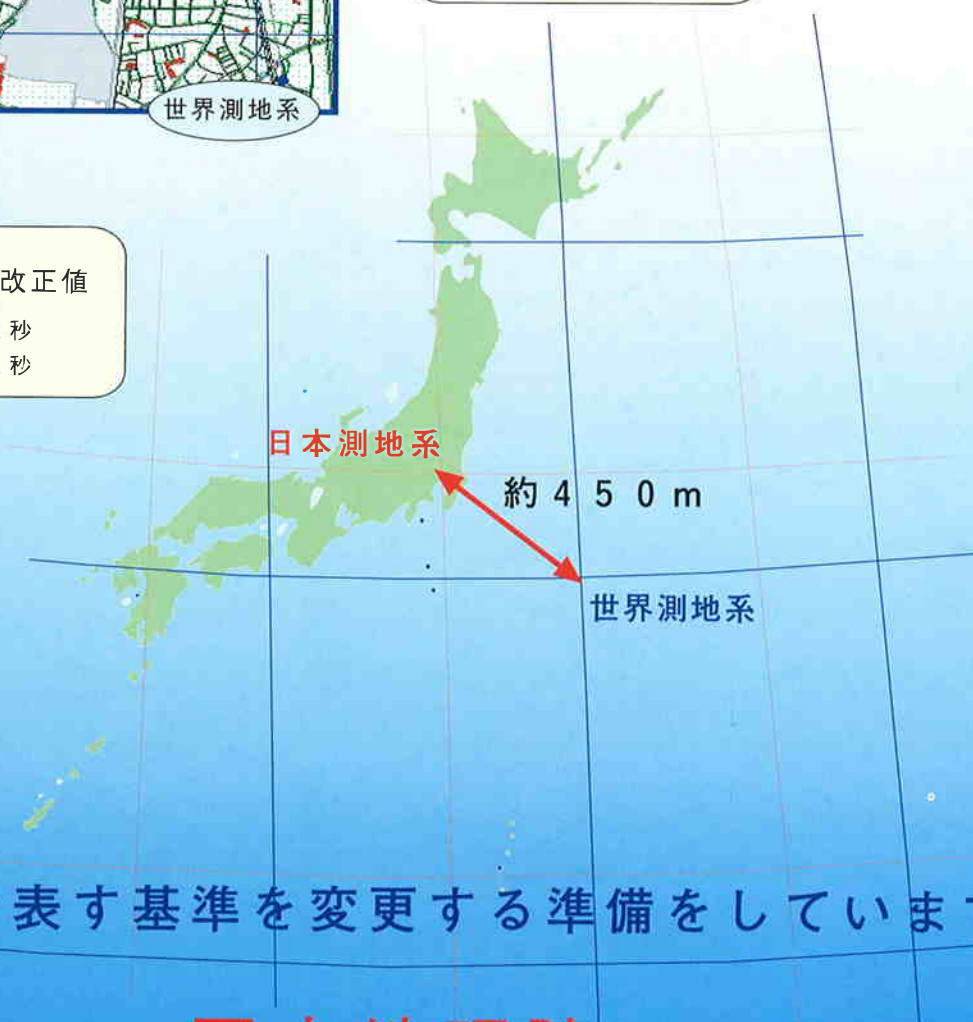 世界測地系
改正値
秒
秒
日本測地系
約４５０ｍ
世界測地系
表す基準を変更する準備をしていま